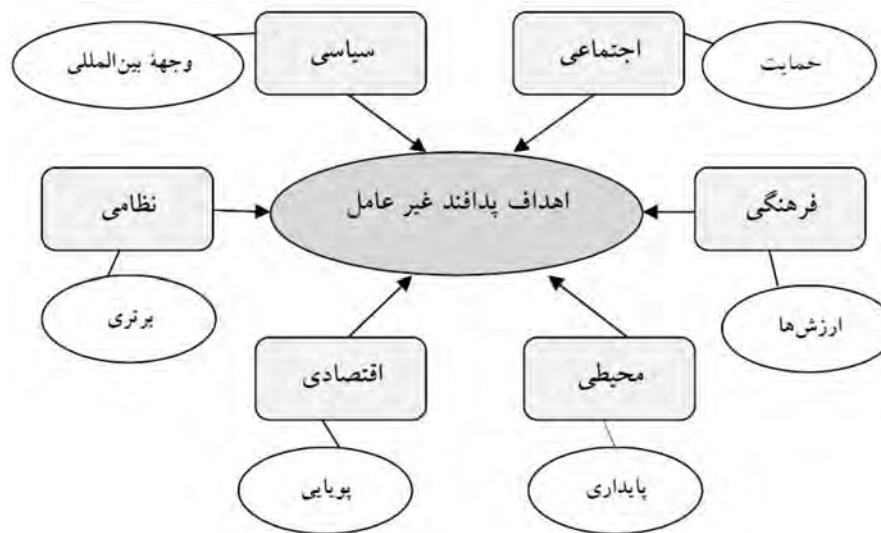 اجتماعی
سیاسی
حمایت
وجههٔ بین‌المللی
اهداف پدافند غیر عامل
فرهنگی
نظامی
ارزش‌ها
برتری
محیطی
اقتصادی
پایداری
پویایی